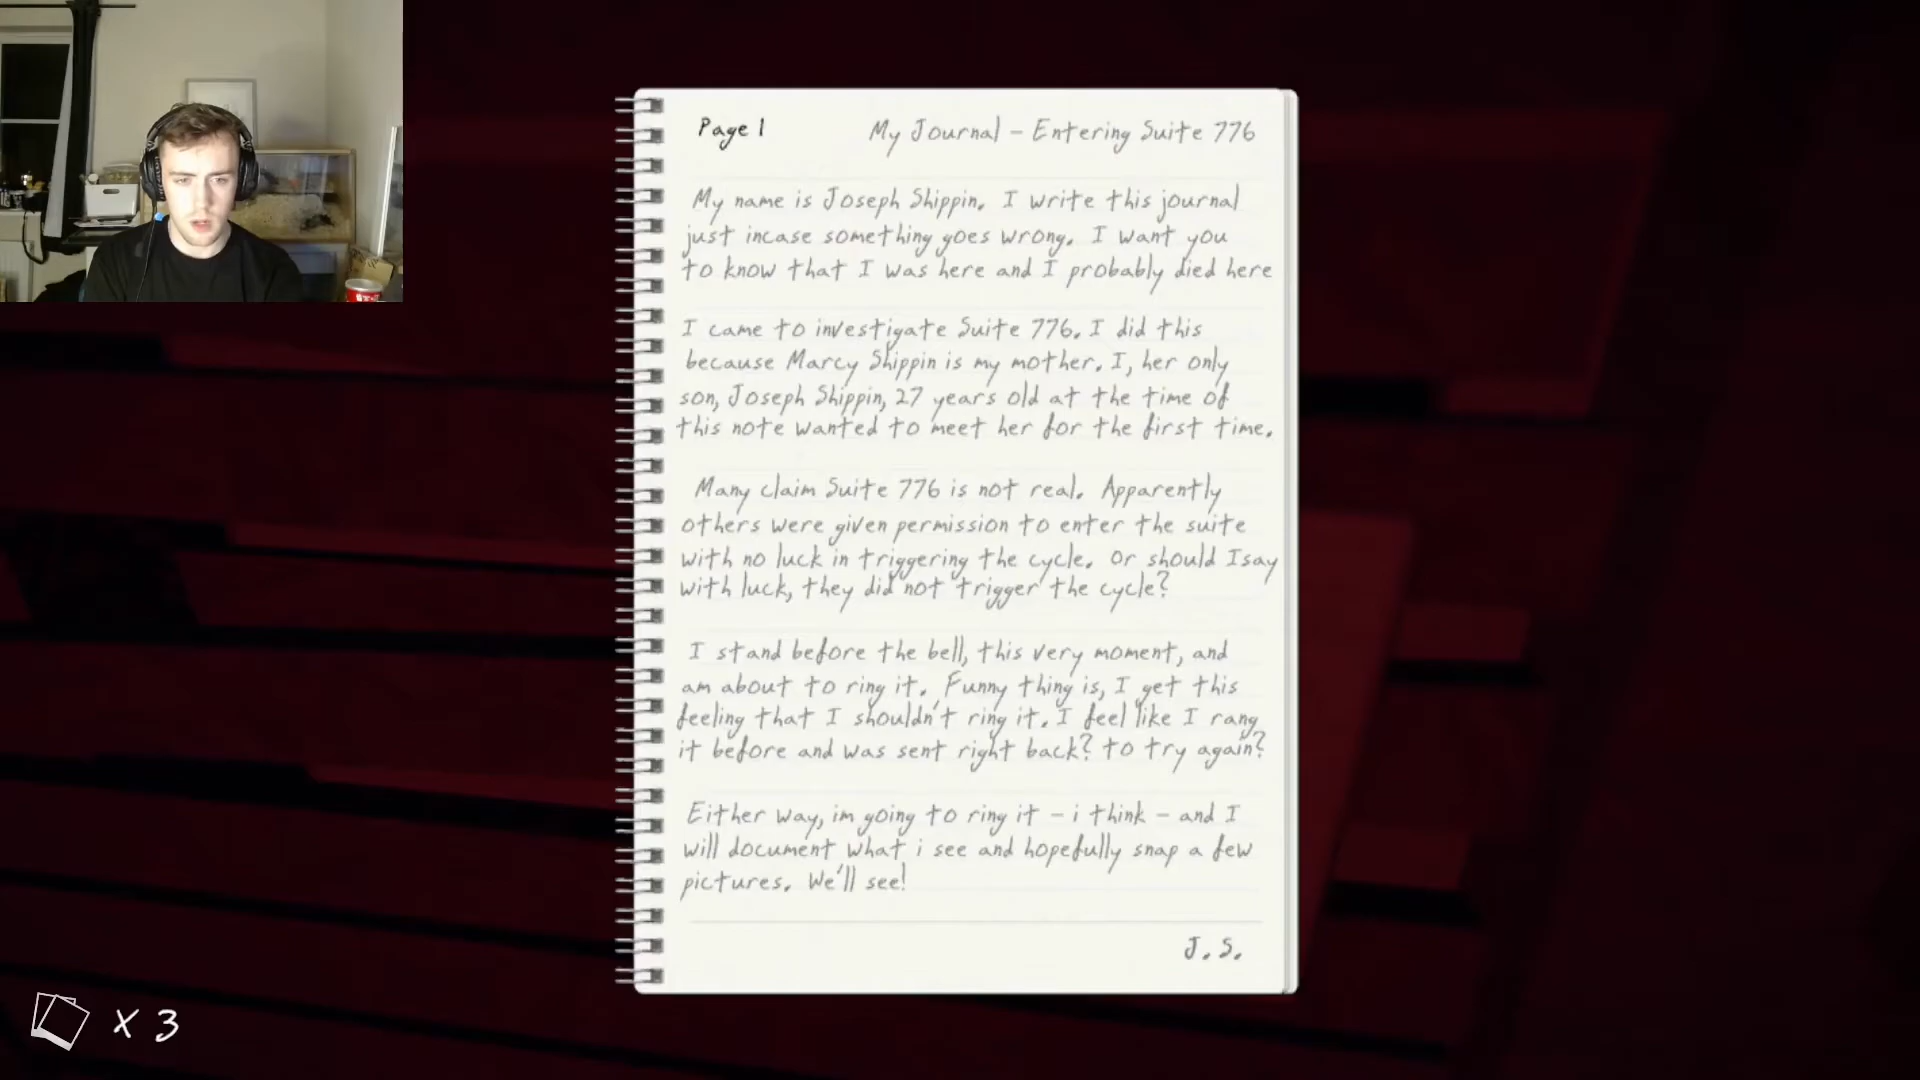 Page 1
My Journal - Entering Suite 776
My name is Joseph Shippin. I write this journal
just incase something goes wrong. I want you
to know that I was here and I probably died here
I came to investigate Suite 776. I did this
because Marcy Shippin is my mother. I, her only
son, Joseph Shippin, 27 years old at the time of
this note wanted to meet her for the first time.
Many claim Suite 776 is not real. Apparently
others were given permission to enter the suite
with no luck in triggering the cycle. Or should I say
with luck, they did not trigger the cycle?
I stand before the bell, this very moment, and
am about to ring it. Funny thing is, I get this
feeling that I shouldn't ring it. I feel like I rang
it before and was sent right back? to try again?
Either way, im going to ring it - i think - and I
will document what i see and hopefully snap a few
pictures. We'll see!
J. S.
X 3